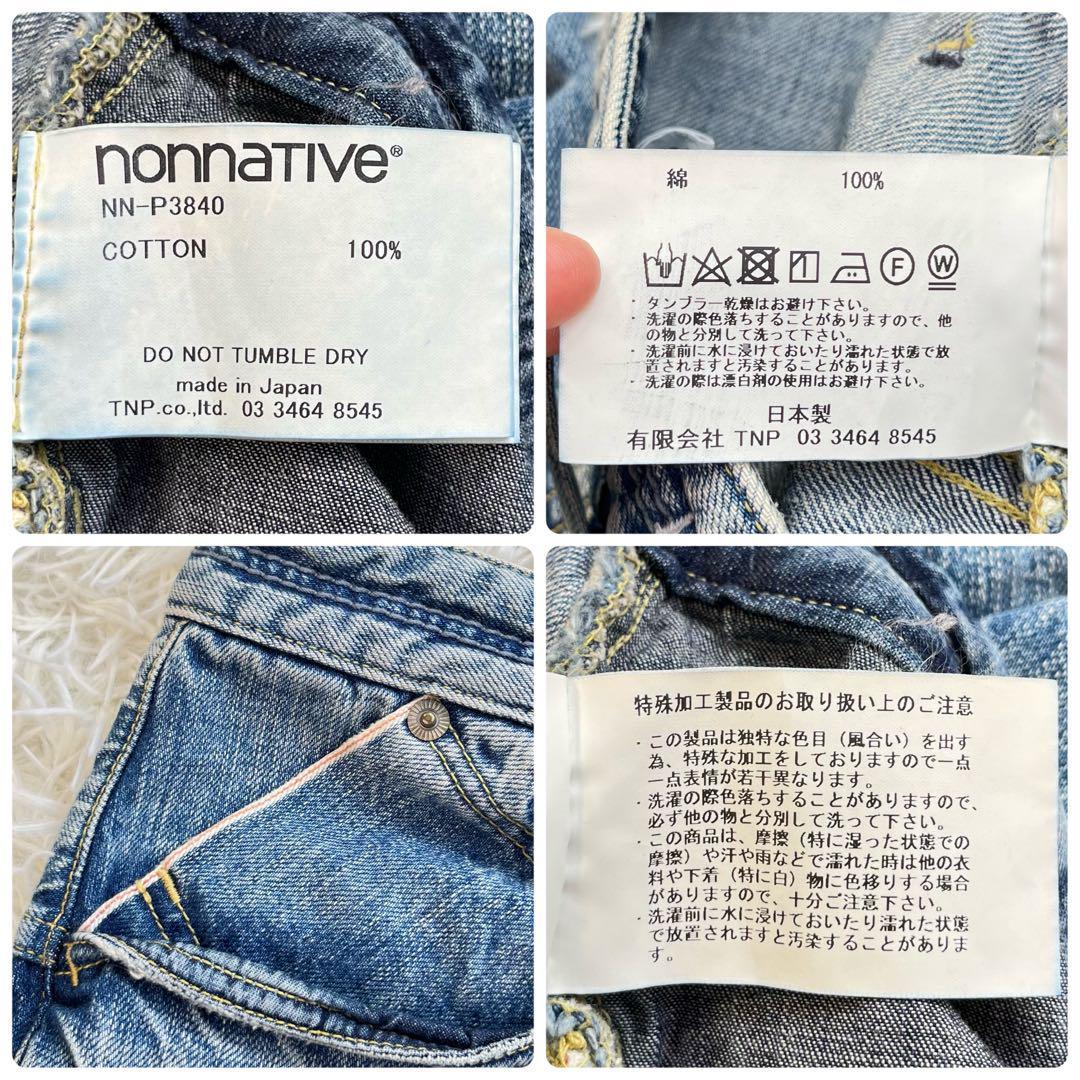 nonnative®
NN-P3840
COTTON 100%
DO NOT TUMBLE DRY
made in Japan
TNP.co.,ltd. 03 3464 8545
綿 100%
F W
・タンブラー乾燥はお避け下さい。
・洗濯の際色落ちすることがありますので、他
の物と分別して洗って下さい。
・洗濯前に水に浸けておいたり濡れた状態で放
置されますと汚染することがあります。
・洗濯の際は漂白剤の使用はお避け下さい。
日本製
有限会社 TNP 03 3464 8545
特殊加工製品のお取り扱い上のご注意
・この製品は独特な色目（風合い）を出す
為、特殊な加工をしておりますので一点
一点表情が若干異なります。
・洗濯の際色落ちすることがありますので、
必ず他の物と分別して洗って下さい。
・この商品は、摩擦（特に湿った状態での
摩擦）や汗や雨などで濡れた時は他の衣
料や下着（特に白）物に色移りする場合
がありますので、十分ご注意下さい。
・洗濯前に水に浸けておいたり濡れた状態
で放置されますと汚染することがありま
す。